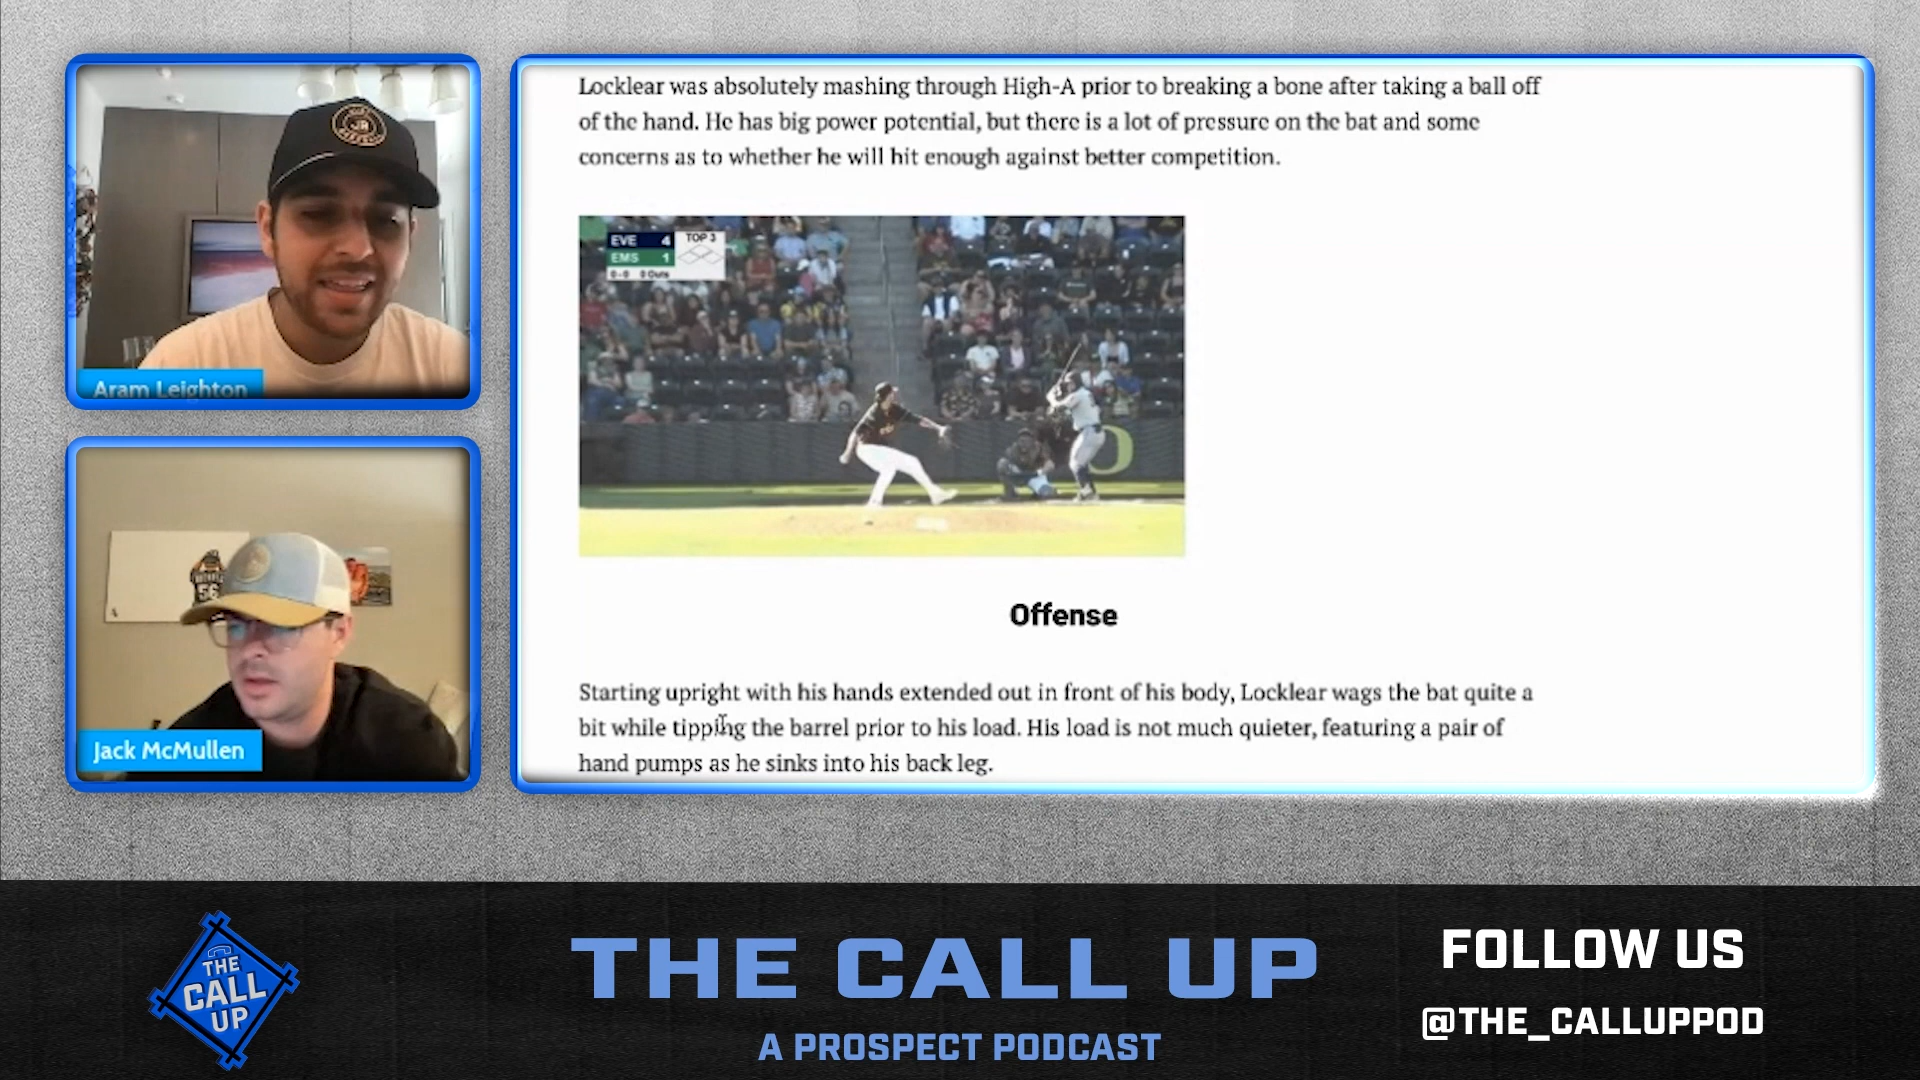 Locklear was absolutely mashing through High-A prior to breaking a bone after taking a ball off
of the hand. He has big power potential, but there is a lot of pressure on the bat and some
concerns as to whether he will hit enough against better competition.
EVE 4
EMS 1
TOP 3
0-0 0 Outs
Offense
Starting upright with his hands extended out in front of his body, Locklear wags the bat quite a
bit while tipping the barrel prior to his load. His load is not much quieter, featuring a pair of
hand pumps as he sinks into his back leg.
Aram Leighton
56
Jack McMullen
THE
CALL
UP
THE CALL UP
A PROSPECT PODCAST
FOLLOW US
@THE_CALLUPPOD